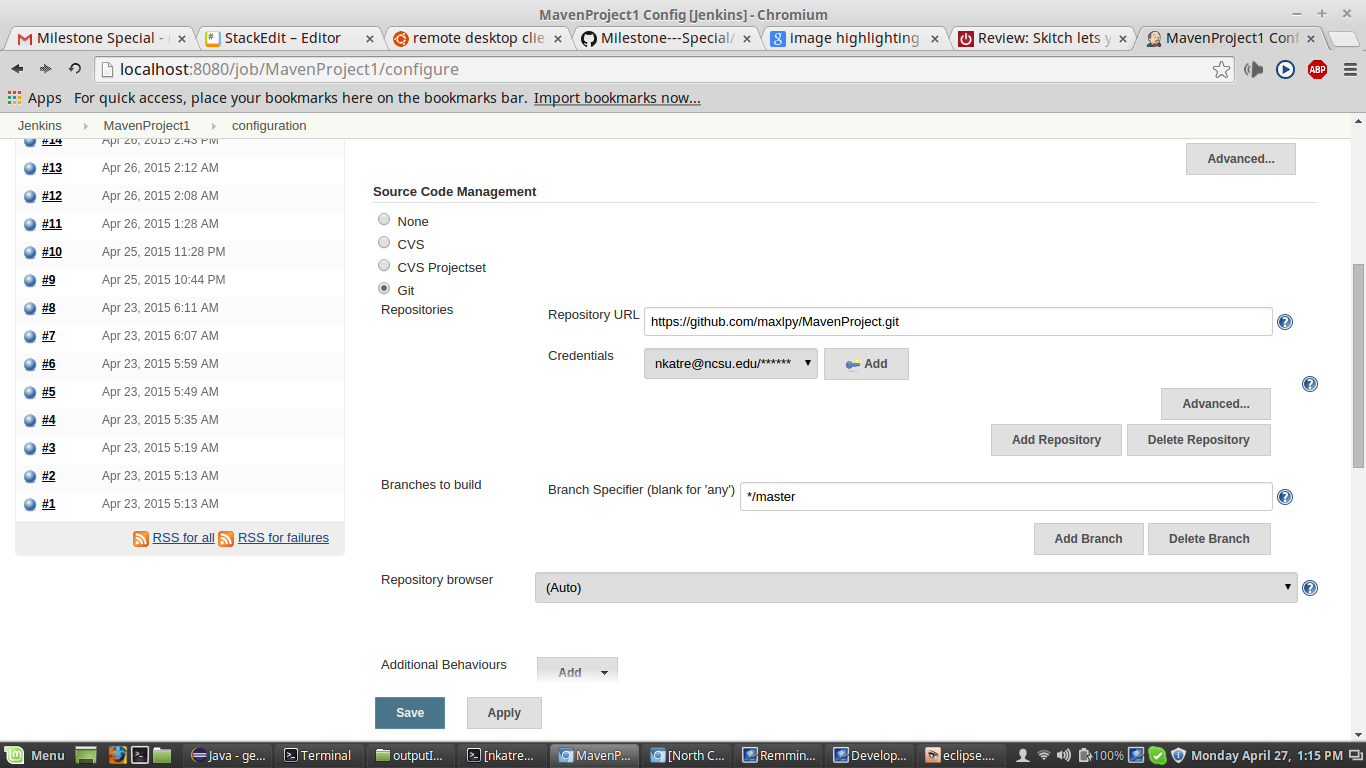 MavenProject1 Config [Jenkins] - Chromium
Milestone Special -
StackEdit – Editor
remote desktop clie
Milestone---Special/
image highlighting
Review: Skitch lets y
MavenProject1 Conf
localhost:8080/job/MavenProject1/configure
ABP
Apps For quick access, place your bookmarks here on the bookmarks bar. Import bookmarks now...
Jenkins MavenProject1 configuration
#14 Apr 26, 2015 2:43 PM
#13 Apr 26, 2015 2:12 AM
#12 Apr 26, 2015 2:08 AM
#11 Apr 26, 2015 1:28 AM
#10 Apr 25, 2015 11:28 PM
#9 Apr 25, 2015 10:44 PM
#8 Apr 23, 2015 6:11 AM
#7 Apr 23, 2015 6:07 AM
#6 Apr 23, 2015 5:59 AM
#5 Apr 23, 2015 5:49 AM
#4 Apr 23, 2015 5:35 AM
#3 Apr 23, 2015 5:19 AM
#2 Apr 23, 2015 5:13 AM
#1 Apr 23, 2015 5:13 AM
RSS for all RSS for failures
Advanced...
Source Code Management
None
CVS
CVS Projectset
Git
Repositories
Repository URL https://github.com/maxlpy/MavenProject.git
Credentials nkatre@ncsu.edu/****** Add
Advanced...
Add Repository Delete Repository
Branches to build
Branch Specifier (blank for 'any') */master
Add Branch Delete Branch
Repository browser (Auto)
Additional Behaviours Add
Save Apply
Menu
Java - ge...
Terminal
outputI...
[nkatre...
MavenP...
[North C...
Remmin...
Develop...
eclipse....
100%
Monday April 27, 1:15 PM